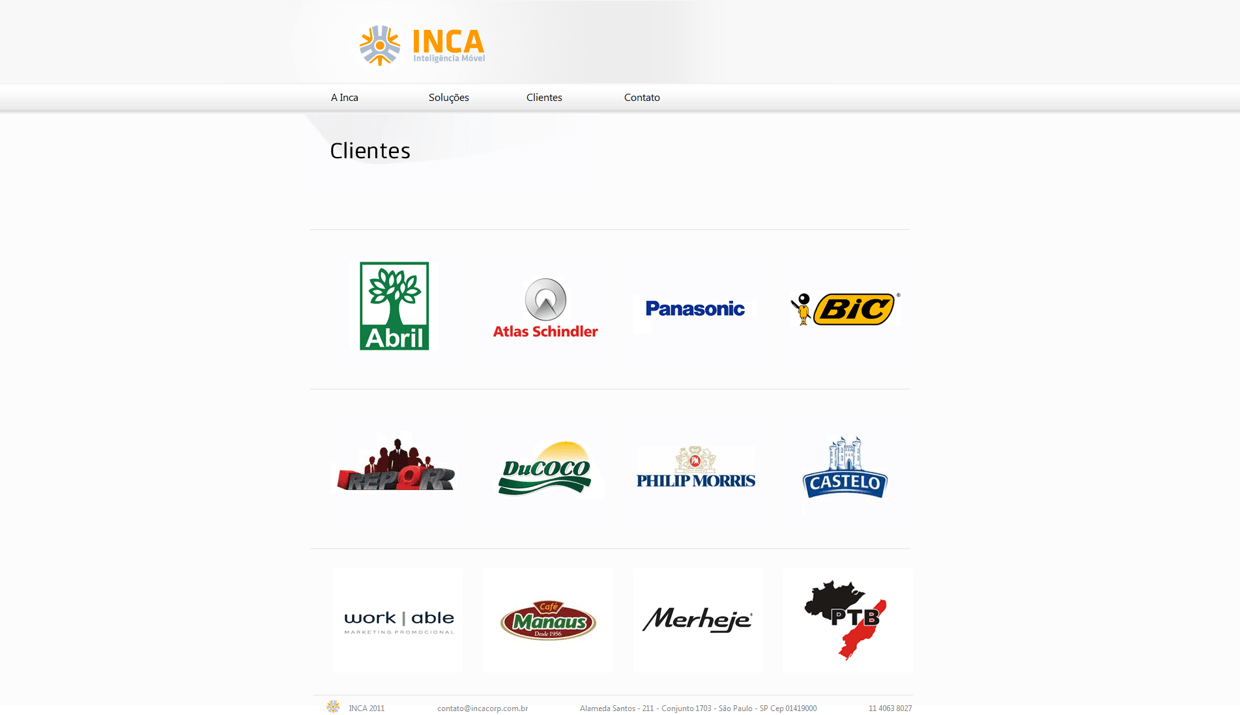 INCA
Inteligência Móvel
A Inca Soluções Clientes Contato
Clientes
Abril
Atlas Schindler
Panasonic
BiC ®
REPOR
DuCOCO
PHILIP MORRIS
CASTELO
work | able
MARKETING PROMOCIONAL
Café
Manaus
Desde 1956
Merheje
PTB
INCA 2011 contato@incacorp.com.br Alameda Santos - 211 - Conjunto 1703 - São Paulo - SP Cep 01419000 11 4063 8027